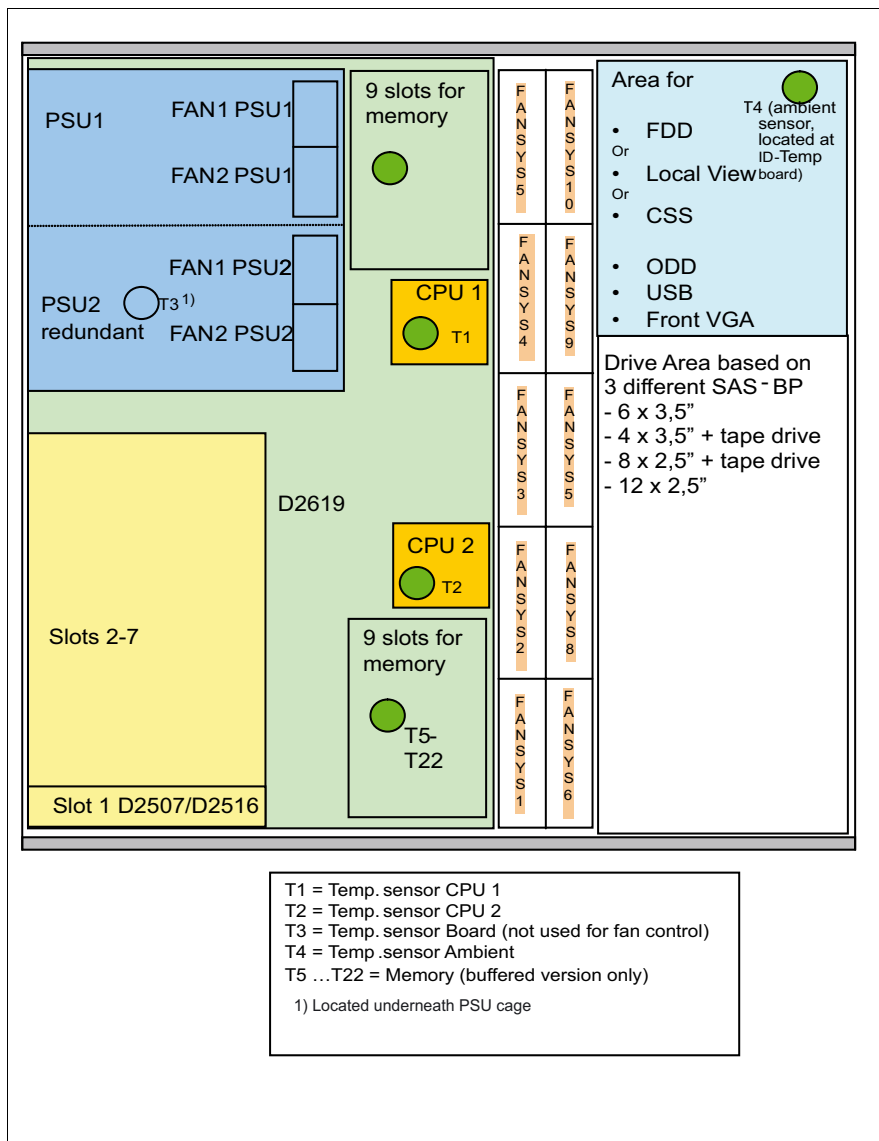 PSU1
FAN1 PSU1
FAN2 PSU1
PSU2
redundant
T3 1)
FAN1 PSU2
FAN2 PSU2
9 slots for
memory
CPU 1
T1
D2619
CPU 2
T2
9 slots for
memory
T5-
T22
Slots 2-7
Slot 1 D2507/D2516
FANSYS5
FANSYS10
FANSYS4
FANSYS9
FANSYS3
FANSYS5
FANSYS2
FANSYS8
FANSYS1
FANSYS6
Area for
• FDD
Or
• Local View
Or
• CSS
• ODD
• USB
• Front VGA
T4 (ambient
sensor,
located at
ID-Temp
board)
Drive Area based on
3 different SAS-BP
- 6 x 3,5”
- 4 x 3,5” + tape drive
- 8 x 2,5” + tape drive
- 12 x 2,5”
T1 = Temp. sensor CPU 1
T2 = Temp. sensor CPU 2
T3 = Temp. sensor Board (not used for fan control)
T4 = Temp .sensor Ambient
T5 …T22 = Memory (buffered version only)
1) Located underneath PSU cage